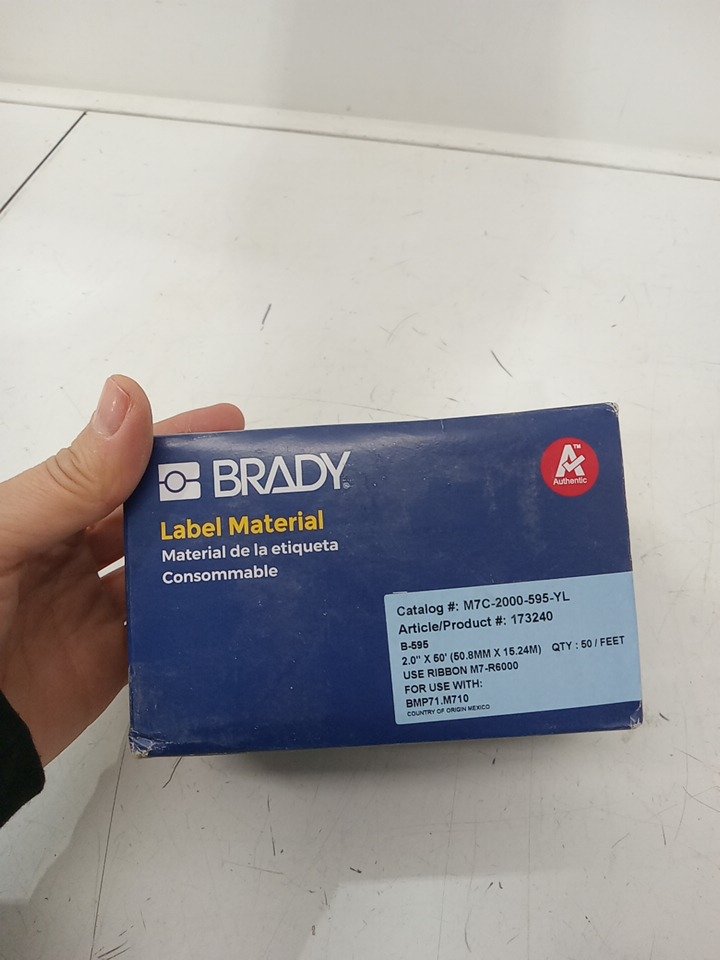 BRADY
Label Material
Material de la etiqueta
Consommable
A™
Authentic
Catalog #: M7C-2000-595-YL
Article/Product #: 173240
B-595
2.0" X 50' (50.8MM X 15.24M) QTY : 50 / FEET
USE RIBBON M7-R6000
FOR USE WITH:
BMP71.M710
COUNTRY OF ORIGIN MEXICO